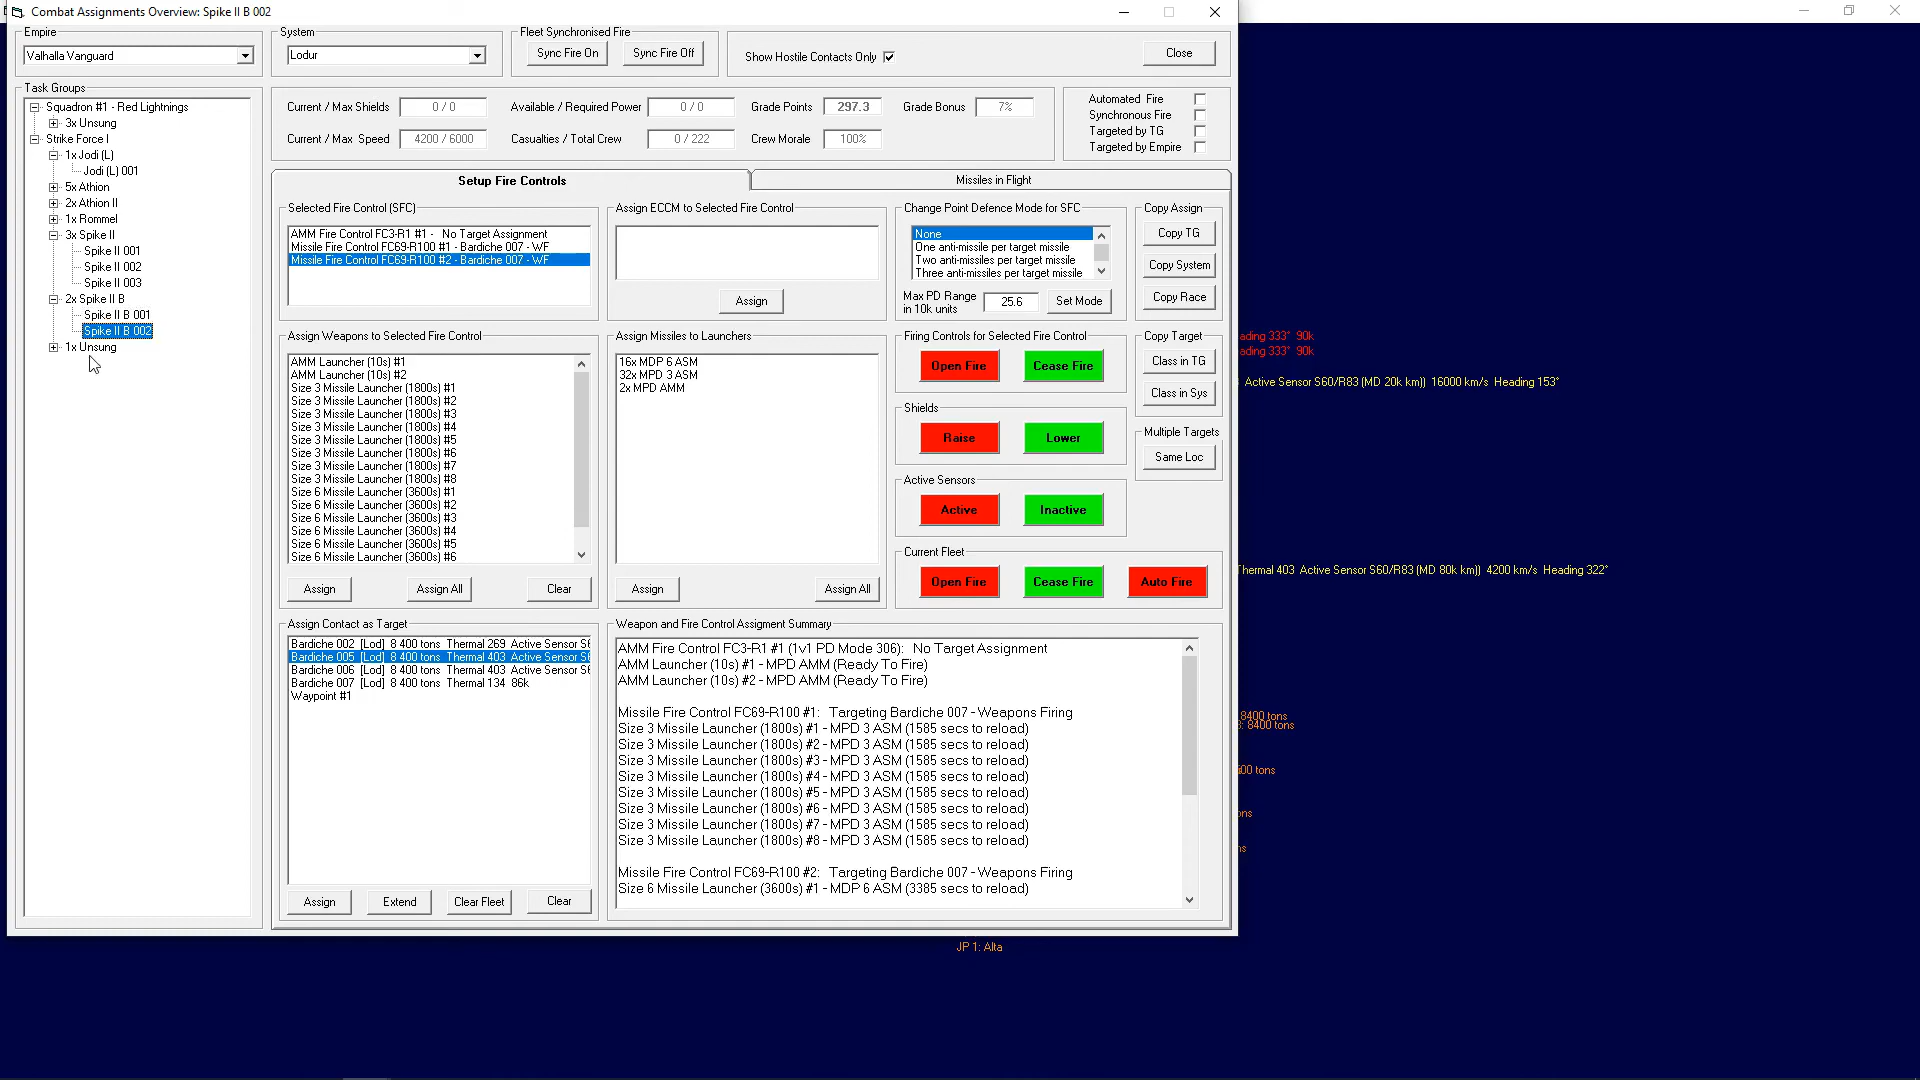 Combat Assignments Overview: Spike II B 002
Empire
Valhalla Vanguard
System
Lodur
Fleet Synchronised Fire
Sync Fire On
Sync Fire Off
Show Hostile Contacts Only
Close
Task Groups
Squadron #1 - Red Lightnings
3x Unsung
Strike Force I
1x Jodi (L)
Jodi (L) 001
5x Athion
2x Athion II
1x Rommel
3x Spike II
Spike II 001
Spike II 002
Spike II 003
2x Spike II B
Spike II B 001
Spike II B 002
1x Unsung
Current / Max Shields
0 / 0
Available / Required Power
0 / 0
Grade Points
297.3
Grade Bonus
7%
Current / Max Speed
4200 / 6000
Casualties / Total Crew
0 / 222
Crew Morale
100%
Automated Fire
Synchronous Fire
Targeted by TG
Targeted by Empire
Setup Fire Controls
Missiles in Flight
Selected Fire Control (SFC)
AMM Fire Control FC3-R1 #1 - No Target Assignment
Missile Fire Control FC69-R100 #1 - Bardiche 007 - WF
Missile Fire Control FC69-R100 #2 - Bardiche 007 - WF
Assign ECCM to Selected Fire Control
Assign
Change Point Defence Mode for SFC
None
One anti-missile per target missile
Two anti-missiles per target missile
Three anti-missiles per target missile
Max PD Range
in 10k units
25.6
Set Mode
Copy Assign
Copy TG
Copy System
Copy Race
Assign Weapons to Selected Fire Control
AMM Launcher (10s) #1
AMM Launcher (10s) #2
Size 3 Missile Launcher (1800s) #1
Size 3 Missile Launcher (1800s) #2
Size 3 Missile Launcher (1800s) #3
Size 3 Missile Launcher (1800s) #4
Size 3 Missile Launcher (1800s) #5
Size 3 Missile Launcher (1800s) #6
Size 3 Missile Launcher (1800s) #7
Size 3 Missile Launcher (1800s) #8
Size 6 Missile Launcher (3600s) #1
Size 6 Missile Launcher (3600s) #2
Size 6 Missile Launcher (3600s) #3
Size 6 Missile Launcher (3600s) #4
Size 6 Missile Launcher (3600s) #5
Size 6 Missile Launcher (3600s) #6
Assign
Assign All
Clear
Assign Missiles to Launchers
16x MDP 6 ASM
32x MPD 3 ASM
2x MPD AMM
Assign
Assign All
Firing Controls for Selected Fire Control
Open Fire
Cease Fire
Shields
Raise
Lower
Active Sensors
Active
Inactive
Current Fleet
Open Fire
Cease Fire
Auto Fire
Copy Target
Class in TG
Class in Sys
Multiple Targets
Same Loc
Assign Contact as Target
Bardiche 002 [Lod] 8 400 tons Thermal 269 Active Sensor S6
Bardiche 005 [Lod] 8 400 tons Thermal 403 Active Sensor S6
Bardiche 006 [Lod] 8 400 tons Thermal 403 Active Sensor S6
Bardiche 007 [Lod] 8 400 tons Thermal 134 86k
Waypoint #1
Assign
Extend
Clear Fleet
Clear
Weapon and Fire Control Assigment Summary
AMM Fire Control FC3-R1 #1 (1v1 PD Mode 306): No Target Assignment
AMM Launcher (10s) #1 - MPD AMM (Ready To Fire)
AMM Launcher (10s) #2 - MPD AMM (Ready To Fire)
Missile Fire Control FC69-R100 #1: Targeting Bardiche 007 - Weapons Firing
Size 3 Missile Launcher (1800s) #1 - MPD 3 ASM (1585 secs to reload)
Size 3 Missile Launcher (1800s) #2 - MPD 3 ASM (1585 secs to reload)
Size 3 Missile Launcher (1800s) #3 - MPD 3 ASM (1585 secs to reload)
Size 3 Missile Launcher (1800s) #4 - MPD 3 ASM (1585 secs to reload)
Size 3 Missile Launcher (1800s) #5 - MPD 3 ASM (1585 secs to reload)
Size 3 Missile Launcher (1800s) #6 - MPD 3 ASM (1585 secs to reload)
Size 3 Missile Launcher (1800s) #7 - MPD 3 ASM (1585 secs to reload)
Size 3 Missile Launcher (1800s) #8 - MPD 3 ASM (1585 secs to reload)
Missile Fire Control FC69-R100 #2: Targeting Bardiche 007 - Weapons Firing
Size 6 Missile Launcher (3600s) #1 - MDP 6 ASM (3385 secs to reload)
ading 333° 90k
ading 333° 90k
Active Sensor S60/R83 (MD 20k km)) 16000 km/s Heading 153°
Thermal 403 Active Sensor S60/R83 (MD 80k km)) 4200 km/s Heading 322°
8400 tons
8400 tons
00 tons
ons
JP 1: Alta